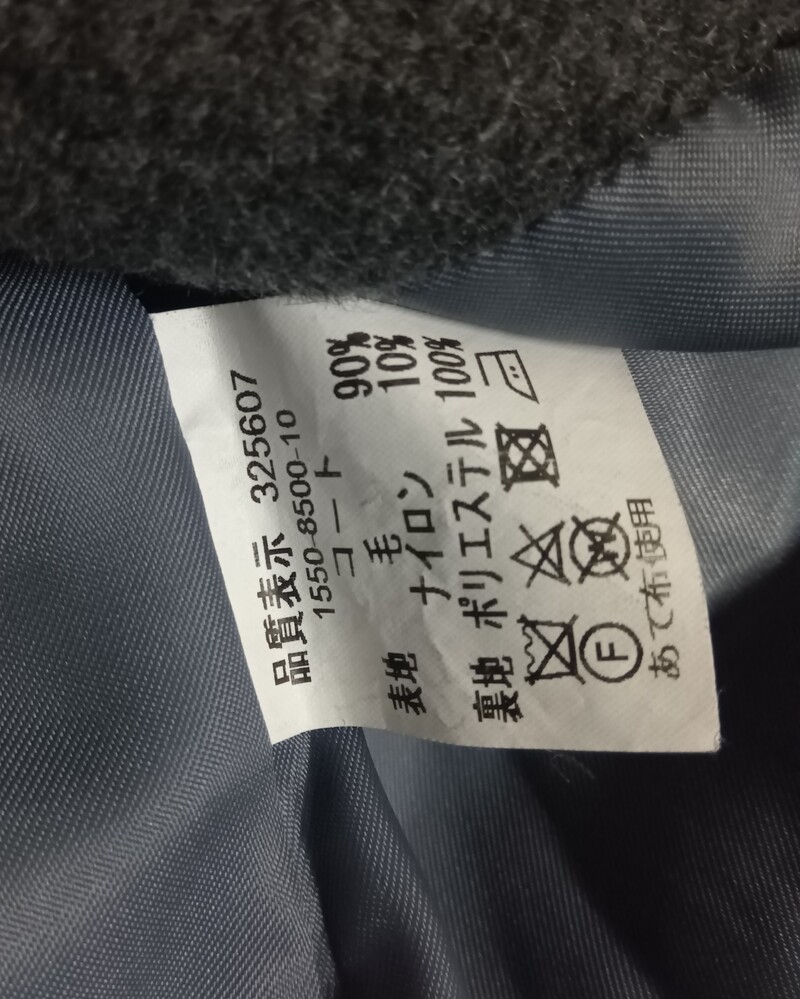 品質表示 325607
1550-8500-10
コート
表地 毛 90%
ナイロン 10%
裏地 ポリエステル 100%
W
F
あて布使用